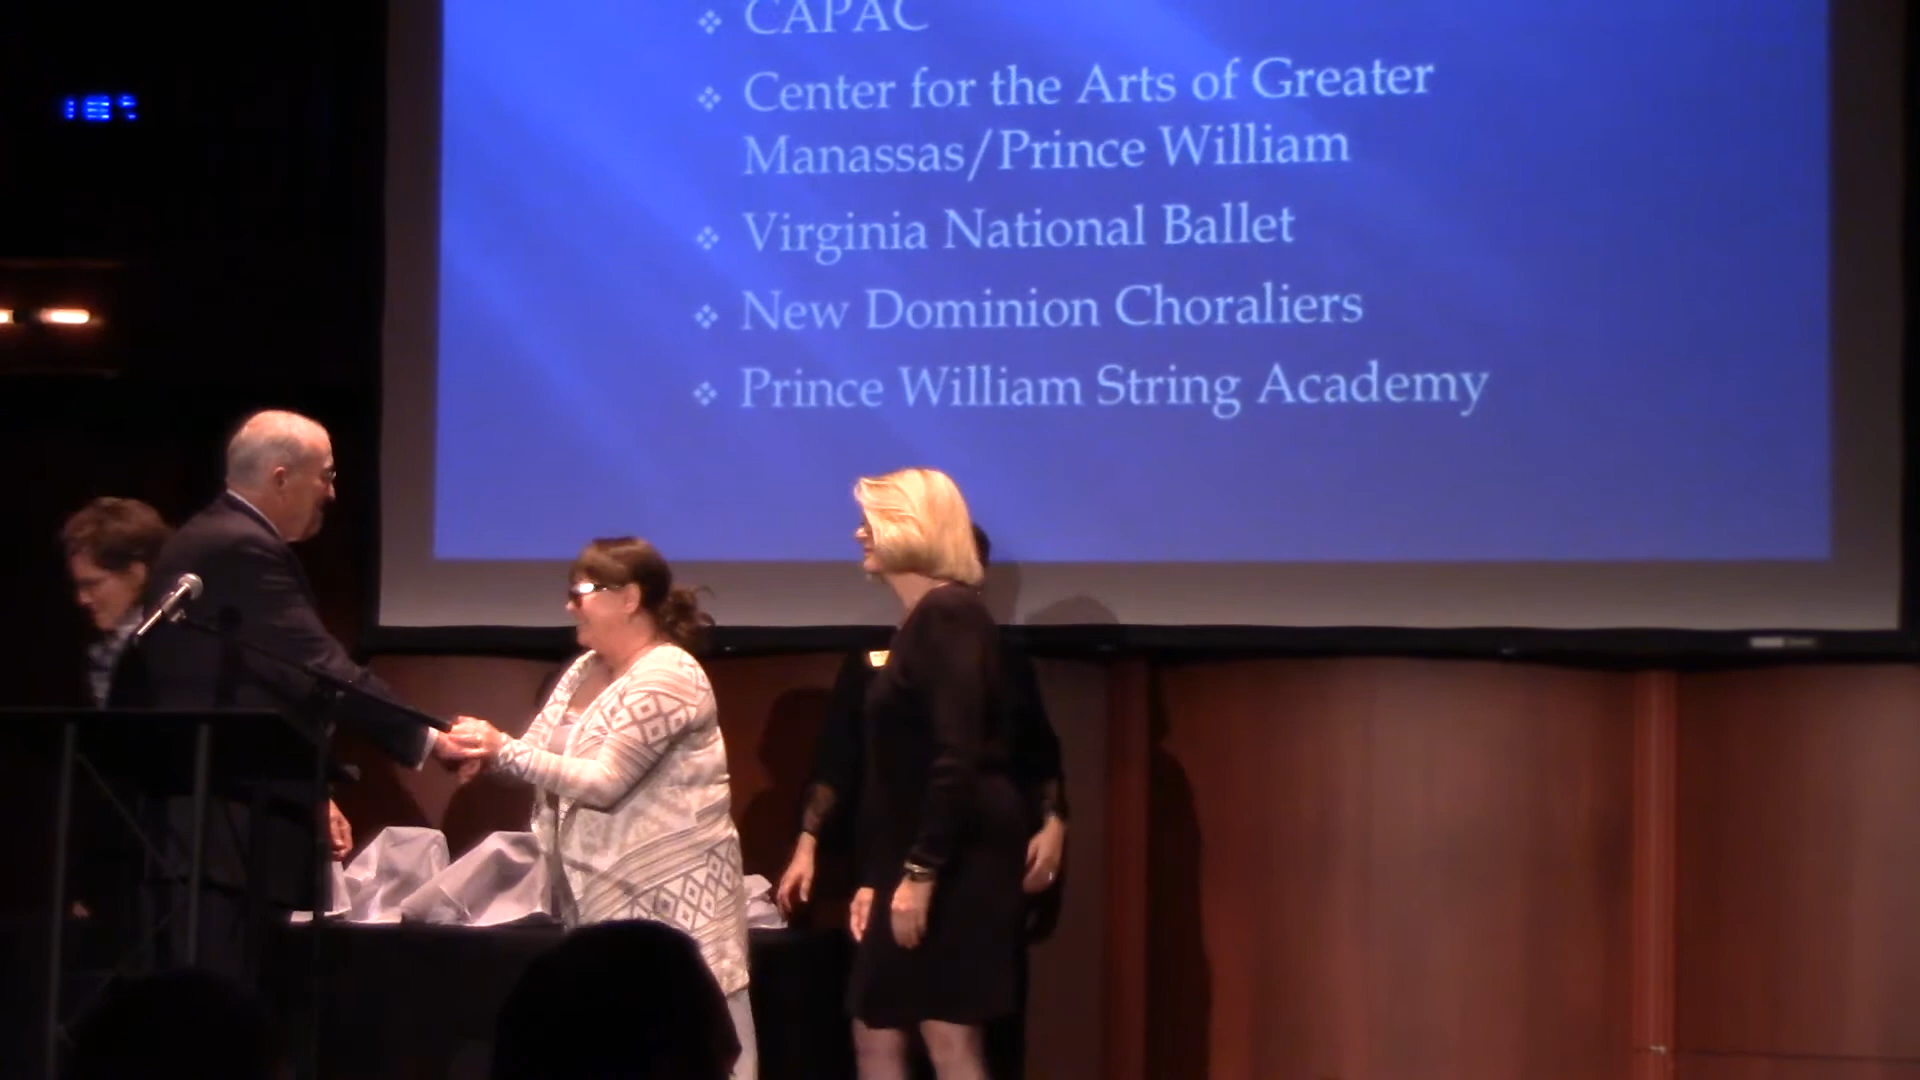 CAPAC
Center for the Arts of Greater
Manassas/Prince William
Virginia National Ballet
New Dominion Choraliers
Prince William String Academy